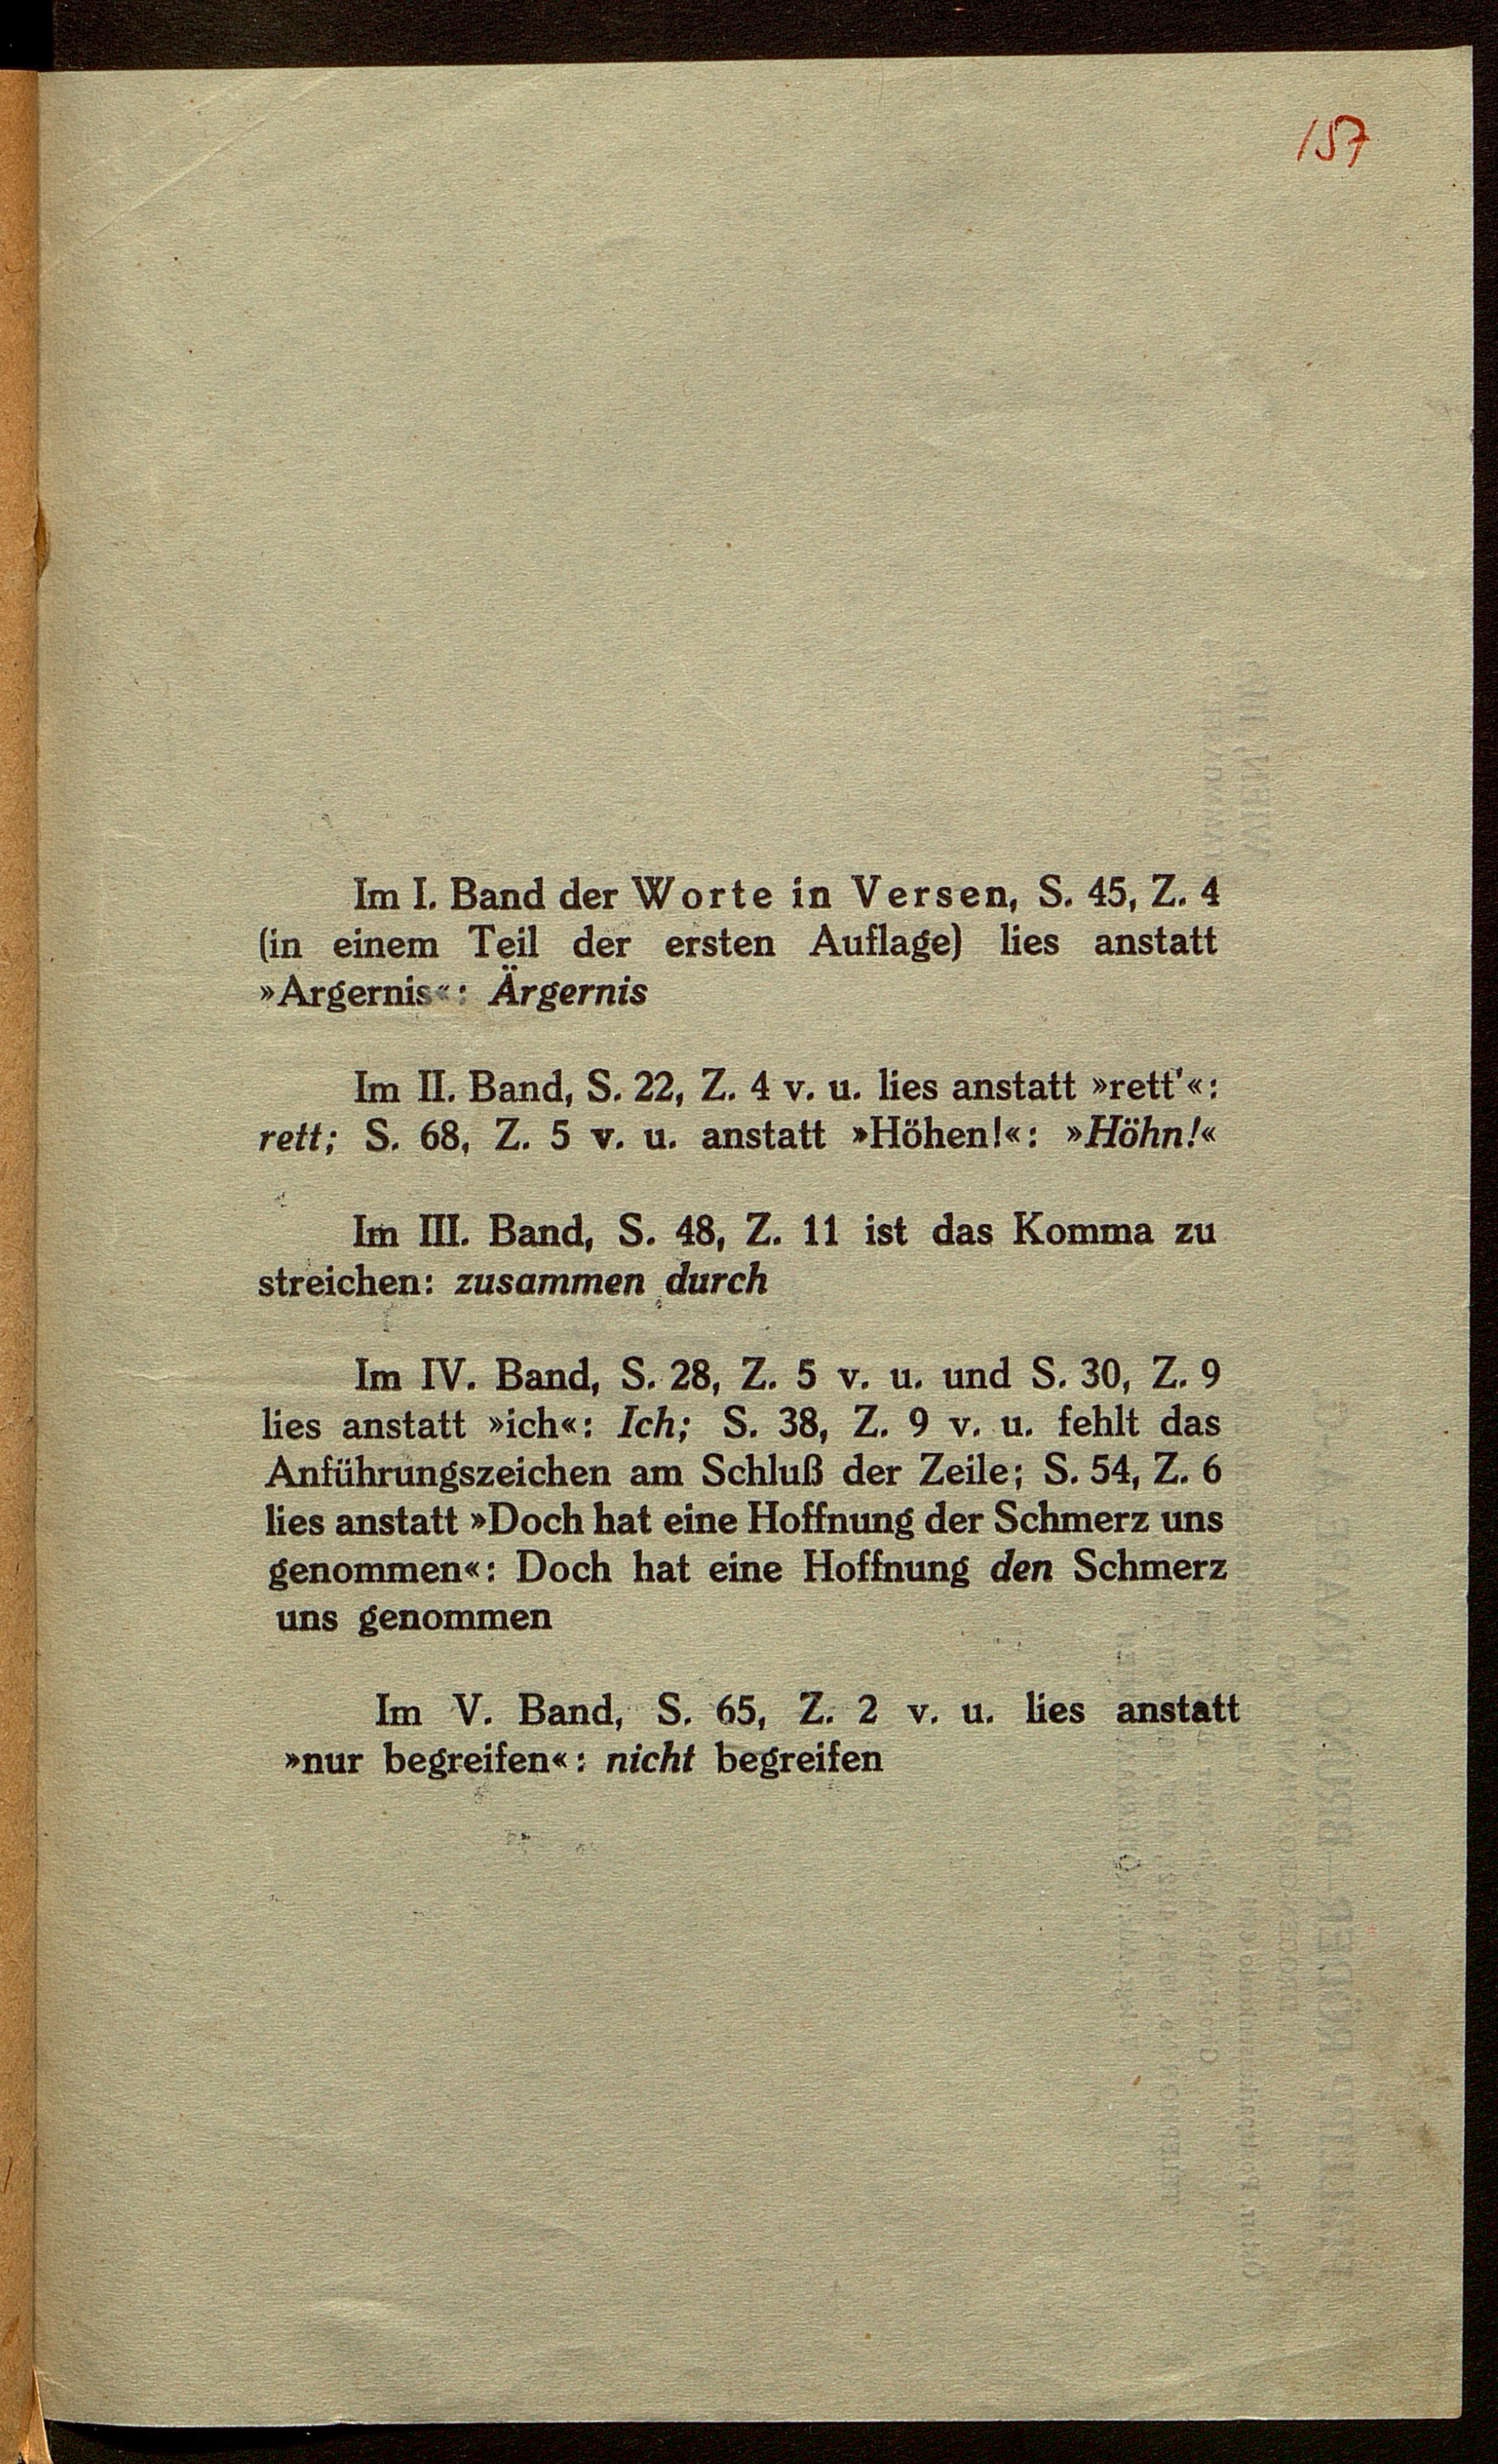 157
Im I. Band der Worte in Versen, S. 45, Z. 4
(in einem Teil der ersten Auflage) lies anstatt
»Argernis«: Ärgernis
Im II. Band, S. 22, Z. 4 v. u. lies anstatt »rett'«:
rett; S. 68, Z. 5 v. u. anstatt »Höhen!«: »Höhn!«
Im III. Band, S. 48, Z. 11 ist das Komma zu
streichen: zusammen durch
Im IV. Band, S. 28, Z. 5 v. u. und S. 30, Z. 9
lies anstatt »ich«: Ich; S. 38, Z. 9 v. u. fehlt das
Anführungszeichen am Schluß der Zeile; S. 54, Z. 6
lies anstatt »Doch hat eine Hoffnung der Schmerz uns
genommen«: Doch hat eine Hoffnung den Schmerz
uns genommen
Im V. Band, S. 65, Z. 2 v. u. lies anstatt
»nur begreifen«: nicht begreifen